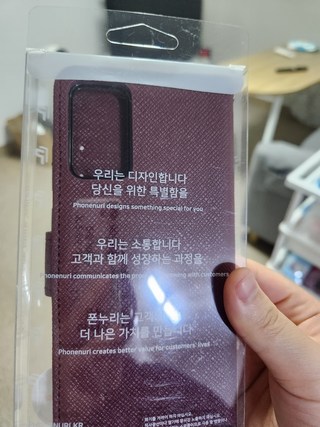 우리는 디자인합니다
당신을 위한 특별함을
Phonenuri designs something special for you
우리는 소통합니다
고객과 함께 성장하는 과정을
Phonenuri communicates the growing with customers
폰누리는
더 나은 가치를 만듭니다
Phonenuri creates better value for customers' lives